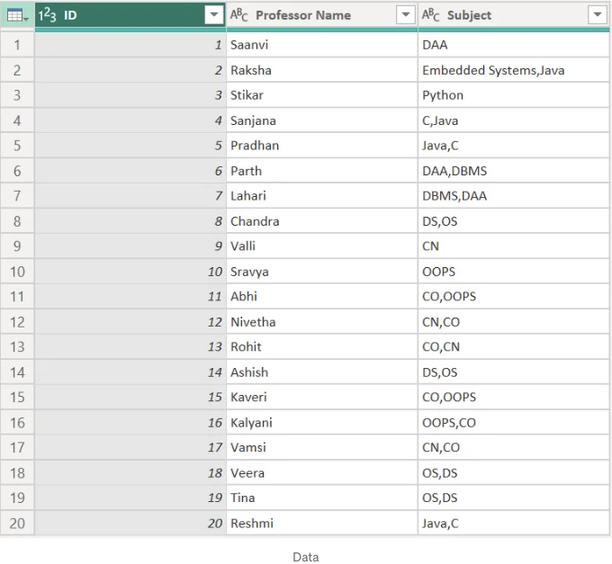 1²3 ID ABC Professor Name ABC Subject
1 1 Saanvi DAA
2 2 Raksha Embedded Systems,Java
3 3 Stikar Python
4 4 Sanjana C,Java
5 5 Pradhan Java,C
6 6 Parth DAA,DBMS
7 7 Lahari DBMS,DAA
8 8 Chandra DS,OS
9 9 Valli CN
10 10 Sravya OOPS
11 11 Abhi CO,OOPS
12 12 Nivetha CN,CO
13 13 Rohit CO,CN
14 14 Ashish DS,OS
15 15 Kaveri CO,OOPS
16 16 Kalyani OOPS,CO
17 17 Vamsi CN,CO
18 18 Veera OS,DS
19 19 Tina OS,DS
20 20 Reshmi Java,C
Data